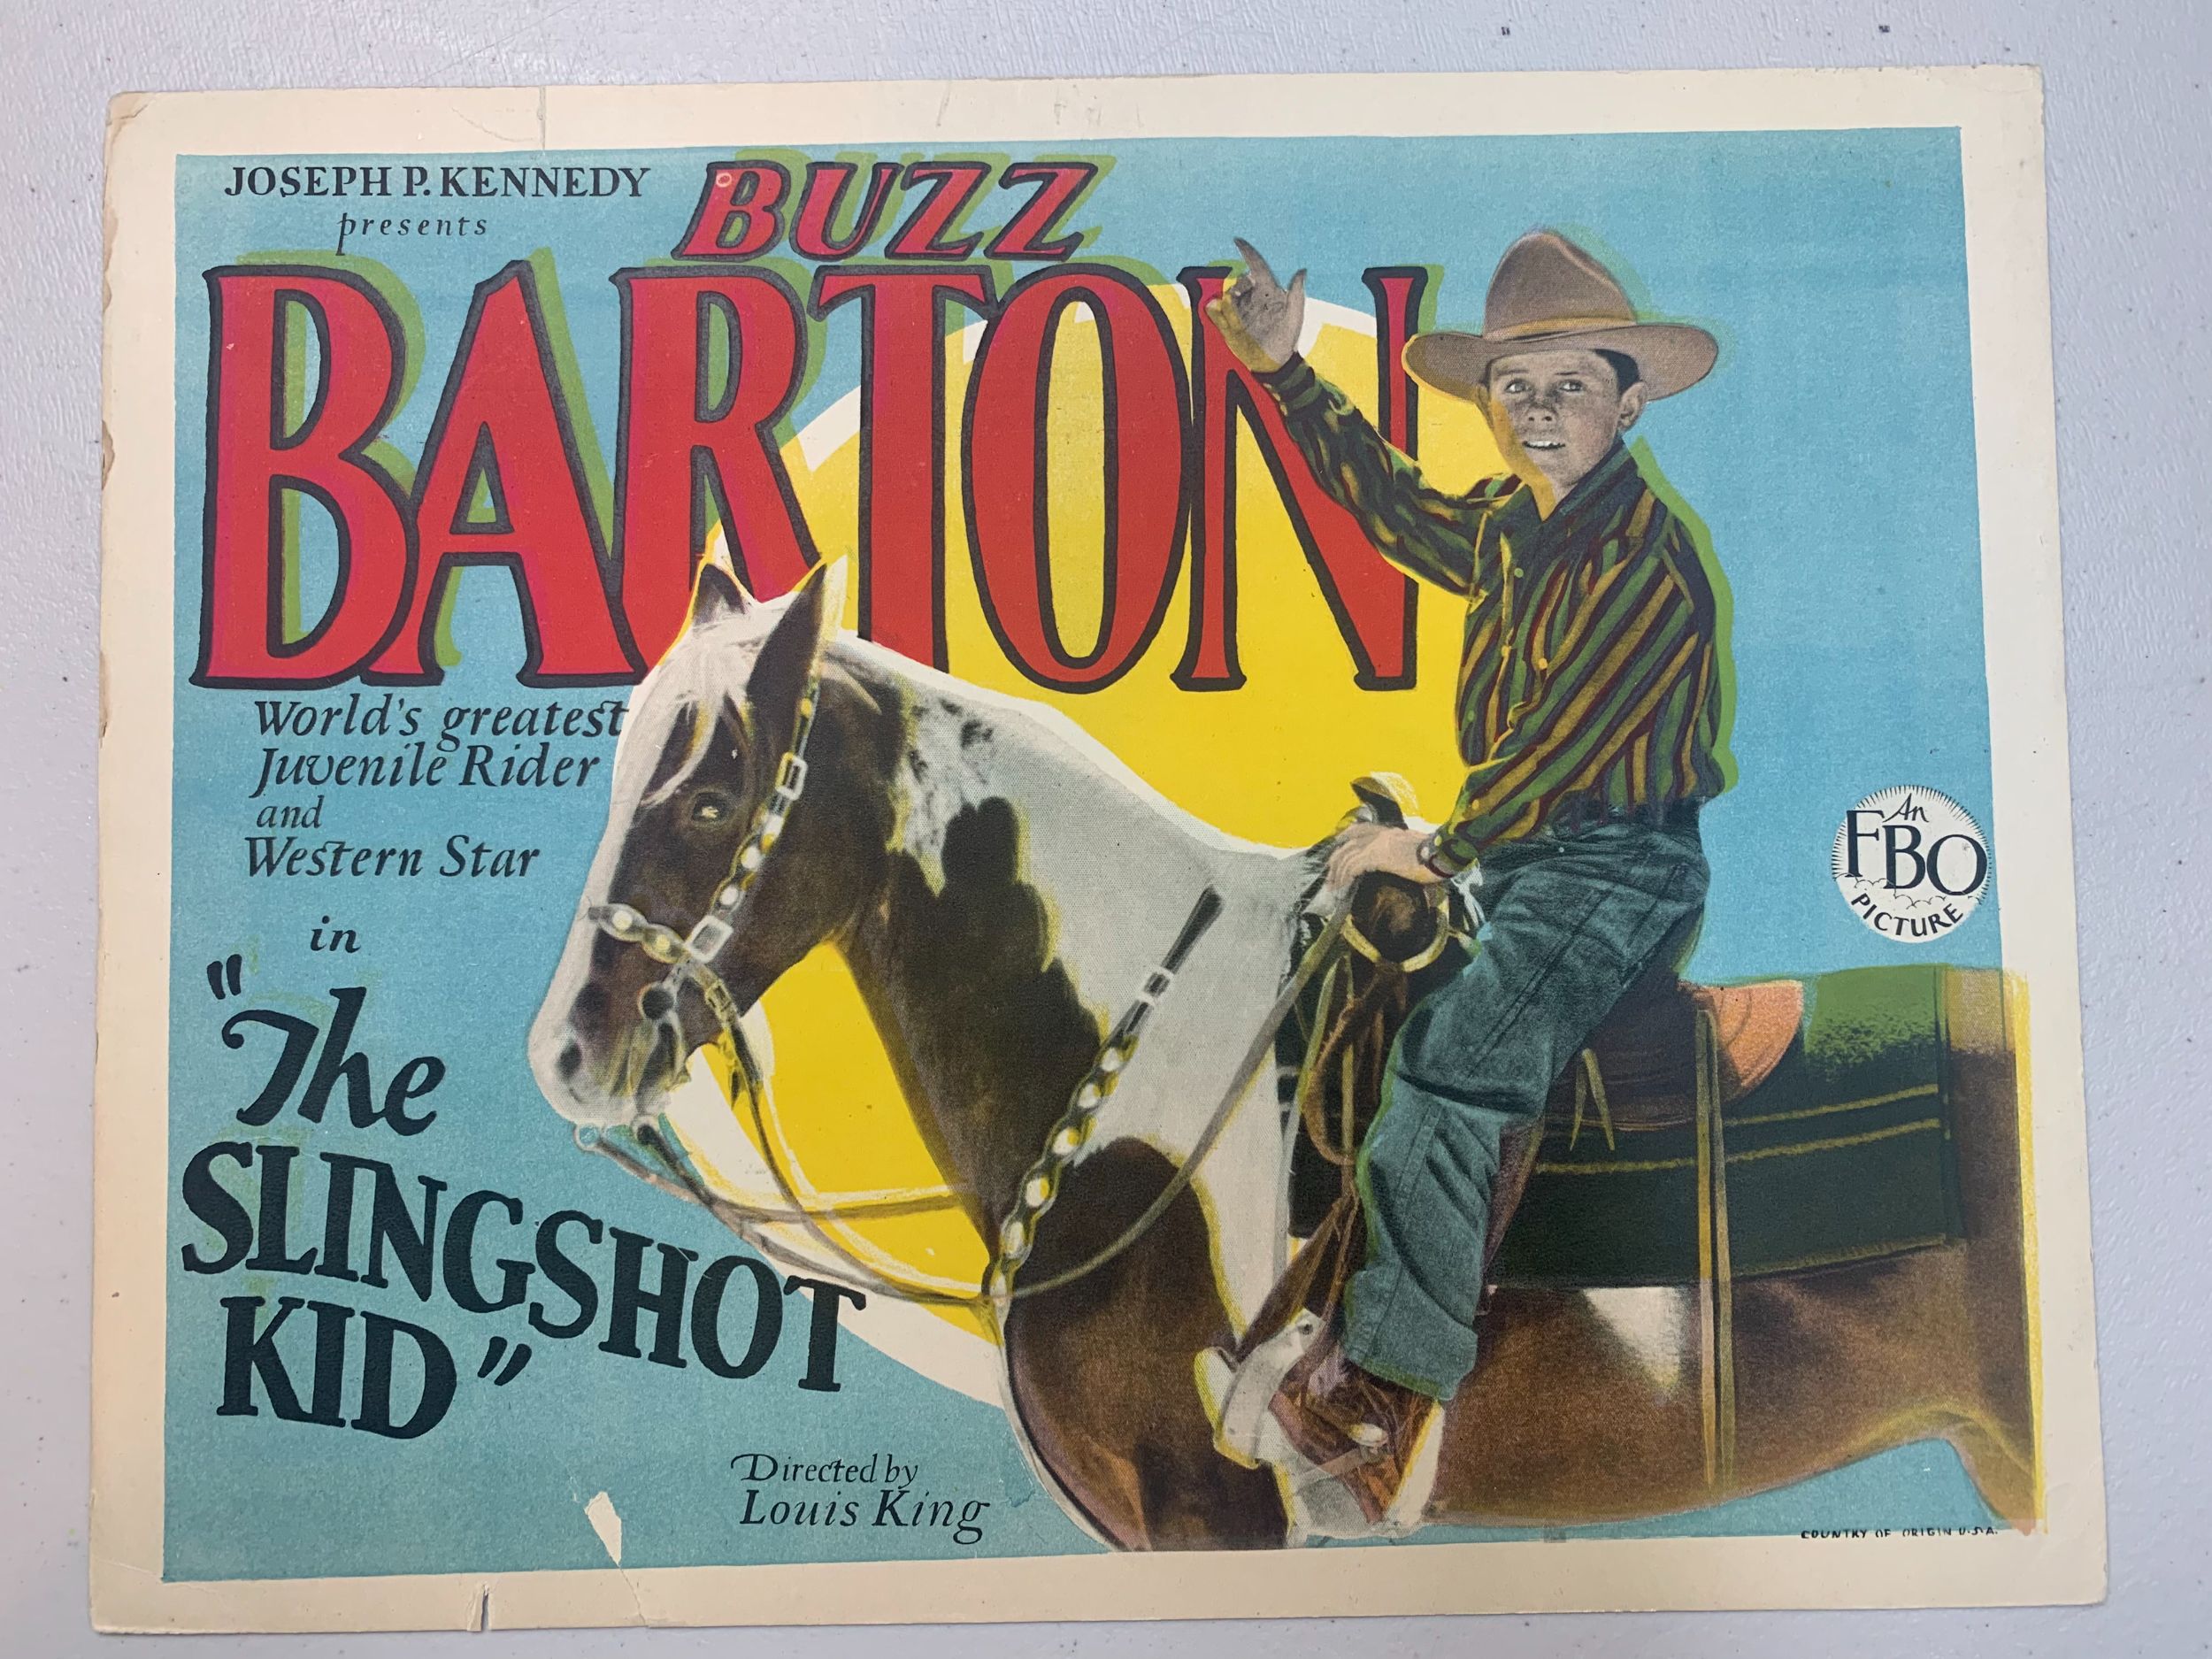 JOSEPH P. KENNEDY
presents
BUZZ
BARTON
World's greatest
Juvenile Rider
and
Western Star
in
"The
SLINGSHOT
KID"
Directed by
Louis King
An
FBO
PICTURE
COUNTRY OF ORIGIN U.S.A.